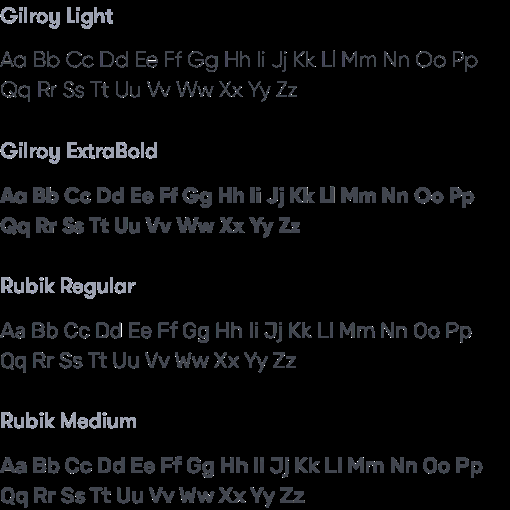 Gilroy Light
Aa Bb Cc Dd Ee Ff Gg Hh Ii Jj Kk Ll Mm Nn Oo Pp
Qq Rr Ss Tt Uu Vv Ww Xx Yy Zz
Gilroy ExtraBold
Aa Bb Cc Dd Ee Ff Gg Hh Ii Jj Kk Ll Mm Nn Oo Pp
Qq Rr Ss Tt Uu Vv Ww Xx Yy Zz
Rubik Regular
Aa Bb Cc Dd Ee Ff Gg Hh Ii Jj Kk Ll Mm Nn Oo Pp
Qq Rr Ss Tt Uu Vv Ww Xx Yy Zz
Rubik Medium
Aa Bb Cc Dd Ee Ff Gg Hh Ii Jj Kk Ll Mm Nn Oo Pp
Qq Rr Ss Tt Uu Vv Ww Xx Yy Zz